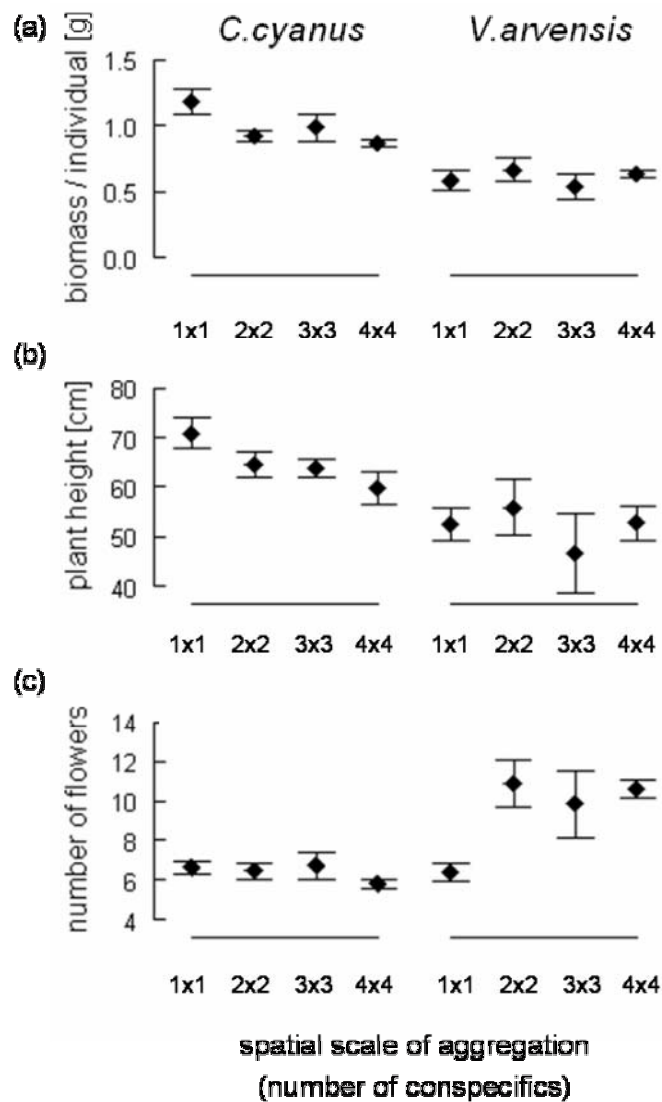 (a)
C.cyanus V.arvensis
biomass / individual [g]
1.5
1.0
0.5
0.0
1x1 2x2 3x3 4x4 1x1 2x2 3x3 4x4
(b)
plant height [cm]
80
70
60
50
40
1x1 2x2 3x3 4x4 1x1 2x2 3x3 4x4
(c)
number of flowers
14
12
10
8
6
4
1x1 2x2 3x3 4x4 1x1 2x2 3x3 4x4
spatial scale of aggregation
(number of conspecifics)